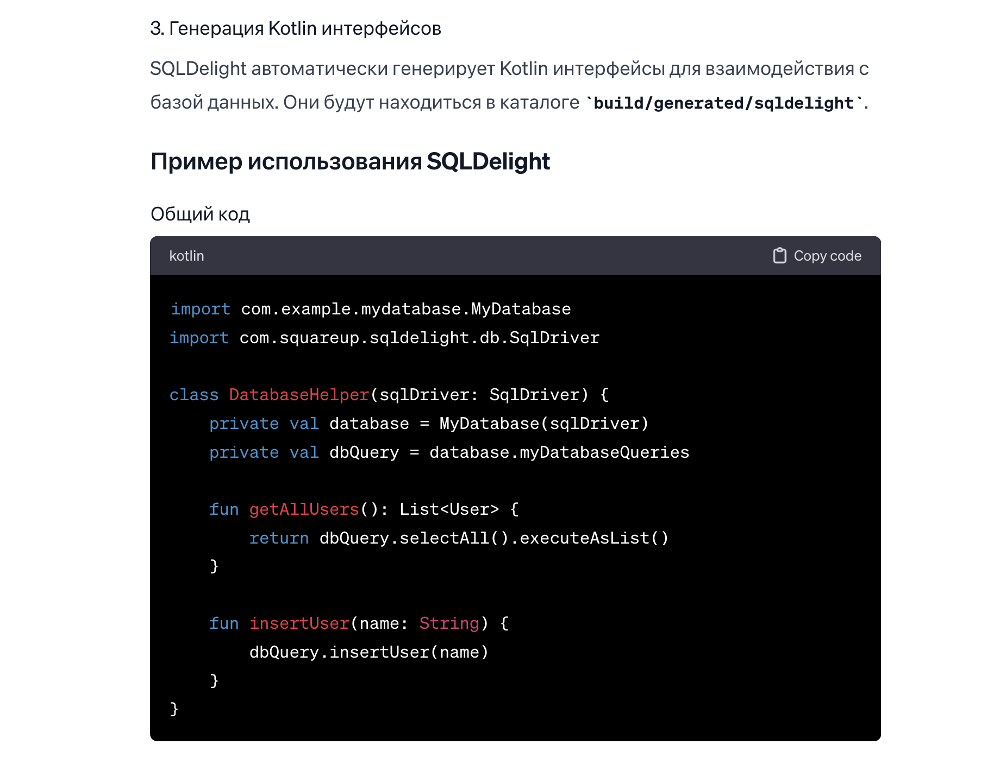 3. Генерация Kotlin интерфейсов
SQLDelight автоматически генерирует Kotlin интерфейсы для взаимодействия с
базой данных. Они будут находиться в каталоге `build/generated/sqldelight`.
Пример использования SQLDelight
Общий код
kotlin
Copy code
import com.example.mydatabase.MyDatabase
import com.squareup.sqldelight.db.SqlDriver
class DatabaseHelper(sqlDriver: SqlDriver) {
    private val database = MyDatabase(sqlDriver)
    private val dbQuery = database.myDatabaseQueries
    fun getAllUsers(): List<User> {
        return dbQuery.selectAll().executeAsList()
    }
    fun insertUser(name: String) {
        dbQuery.insertUser(name)
    }
}